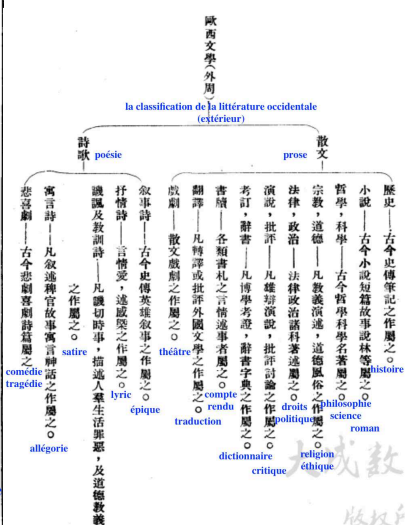 歐西文學（外周）
la classification de la littérature occidentale
(extérieur)
散文
prose
歷史——古今史傳筆記之作屬之。
histoire
小說——古今小說短篇故事說林等屬之。
roman
哲學，科學——古今哲學科學名著屬之。
philosophie
science
宗教，道德——凡教義演述，道德風俗之作屬之。
religion
éthique
法律，政治——法律政治諸科著述屬之。
droits
politique
演說，批評——凡雄辯演說，批評討論之作屬之。
critique
考訂，辭書——凡博學考證，辭書字典之作屬之。
dictionnaire
書牘——各類書札之言情述事者屬之。
compte
rendu
翻譯——凡轉譯或批評外國文學之作屬之。
traduction
戲劇——散文戲劇之作屬之。
théâtre
詩歌
poésie
敘事詩——古今史傳英雄敘事之作屬之。
épique
抒情詩——言情愛，述感槩之作屬之。
lyric
譏諷及教訓詩——凡譏切時事，描述人羣生活罪惡，及道德教義
之作屬之。
satire
寓言詩——凡敘述稗官故事寓言神話之作屬之。
allégorie
悲喜劇——古今悲劇喜劇詩篇屬之。
comédie
tragédie
大成數
版权